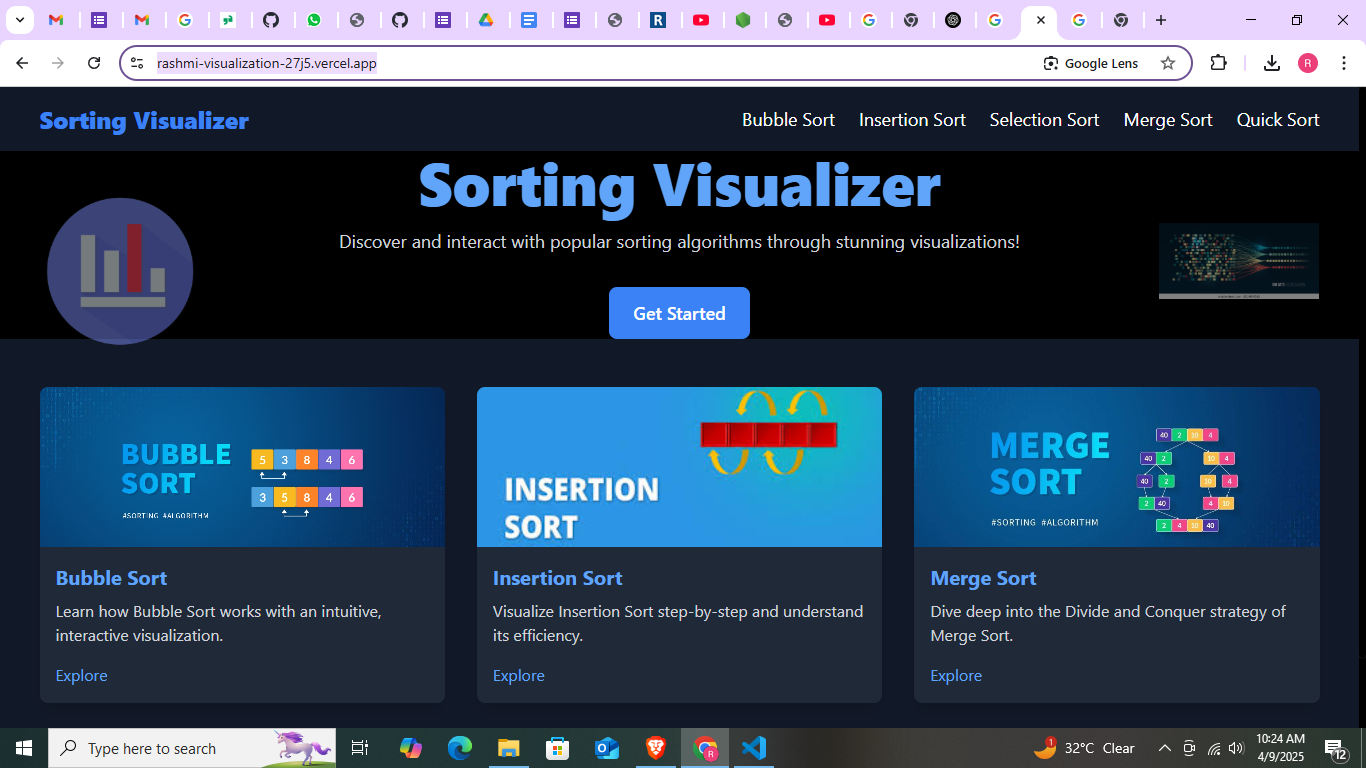 rashmi-visualization-27j5.vercel.app
Google Lens
R
Sorting Visualizer
Bubble Sort
Insertion Sort
Selection Sort
Merge Sort
Quick Sort
Sorting Visualizer
Discover and interact with popular sorting algorithms through stunning visualizations!
Get Started
BUBBLE
SORT
5 3 8 4 6
3 5 8 4 6
#SORTING #ALGORITHM
INSERTION
SORT
MERGE
SORT
#SORTING #ALGORITHM
40 2 10 4
40 2 10 4
40 2 10 4
2 40 4 10
2 4 10 40
Bubble Sort
Learn how Bubble Sort works with an intuitive,
interactive visualization.
Explore
Insertion Sort
Visualize Insertion Sort step-by-step and understand
its efficiency.
Explore
Merge Sort
Dive deep into the Divide and Conquer strategy of
Merge Sort.
Explore
Type here to search
1
32°C Clear
10:24 AM
4/9/2025
12